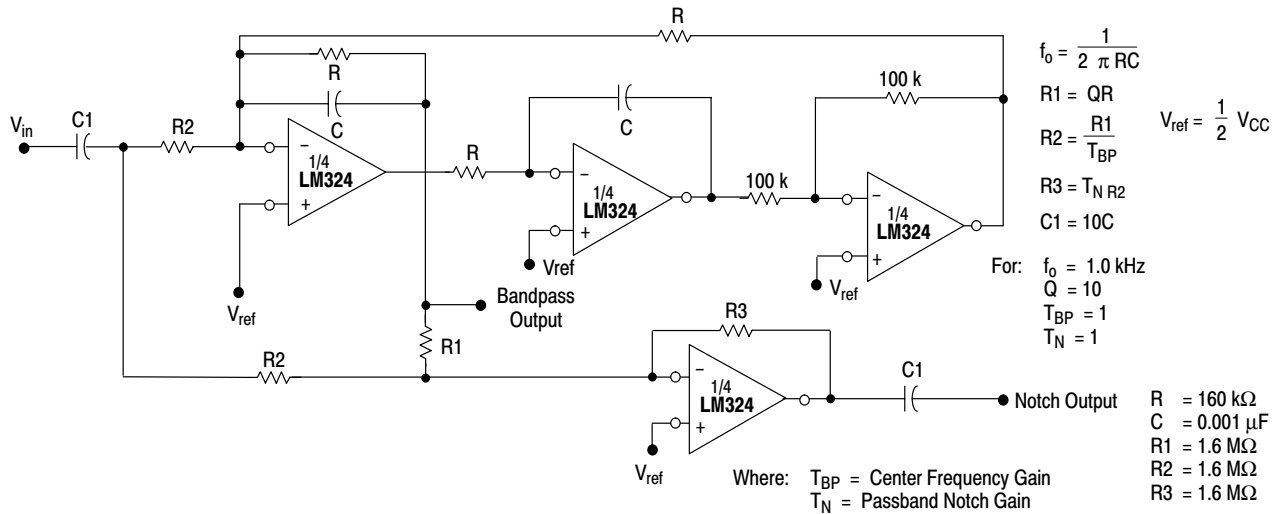 R
R
C
V_in
C1
R2
1/4
LM324
V_ref
R
C
1/4
LM324
Vref
100 k
100 k
1/4
LM324
V_ref
Bandpass
Output
R1
R2
R3
1/4
LM324
V_ref
C1
Notch Output
f_o = 1 / 2 π RC
R1 = QR
R2 = R1 / T_BP
R3 = T_N R2
C1 = 10C
V_ref = 1/2 V_CC
For: f_o = 1.0 kHz
Q = 10
T_BP = 1
T_N = 1
R = 160 kΩ
C = 0.001 μF
R1 = 1.6 MΩ
R2 = 1.6 MΩ
R3 = 1.6 MΩ
Where: T_BP = Center Frequency Gain
T_N = Passband Notch Gain